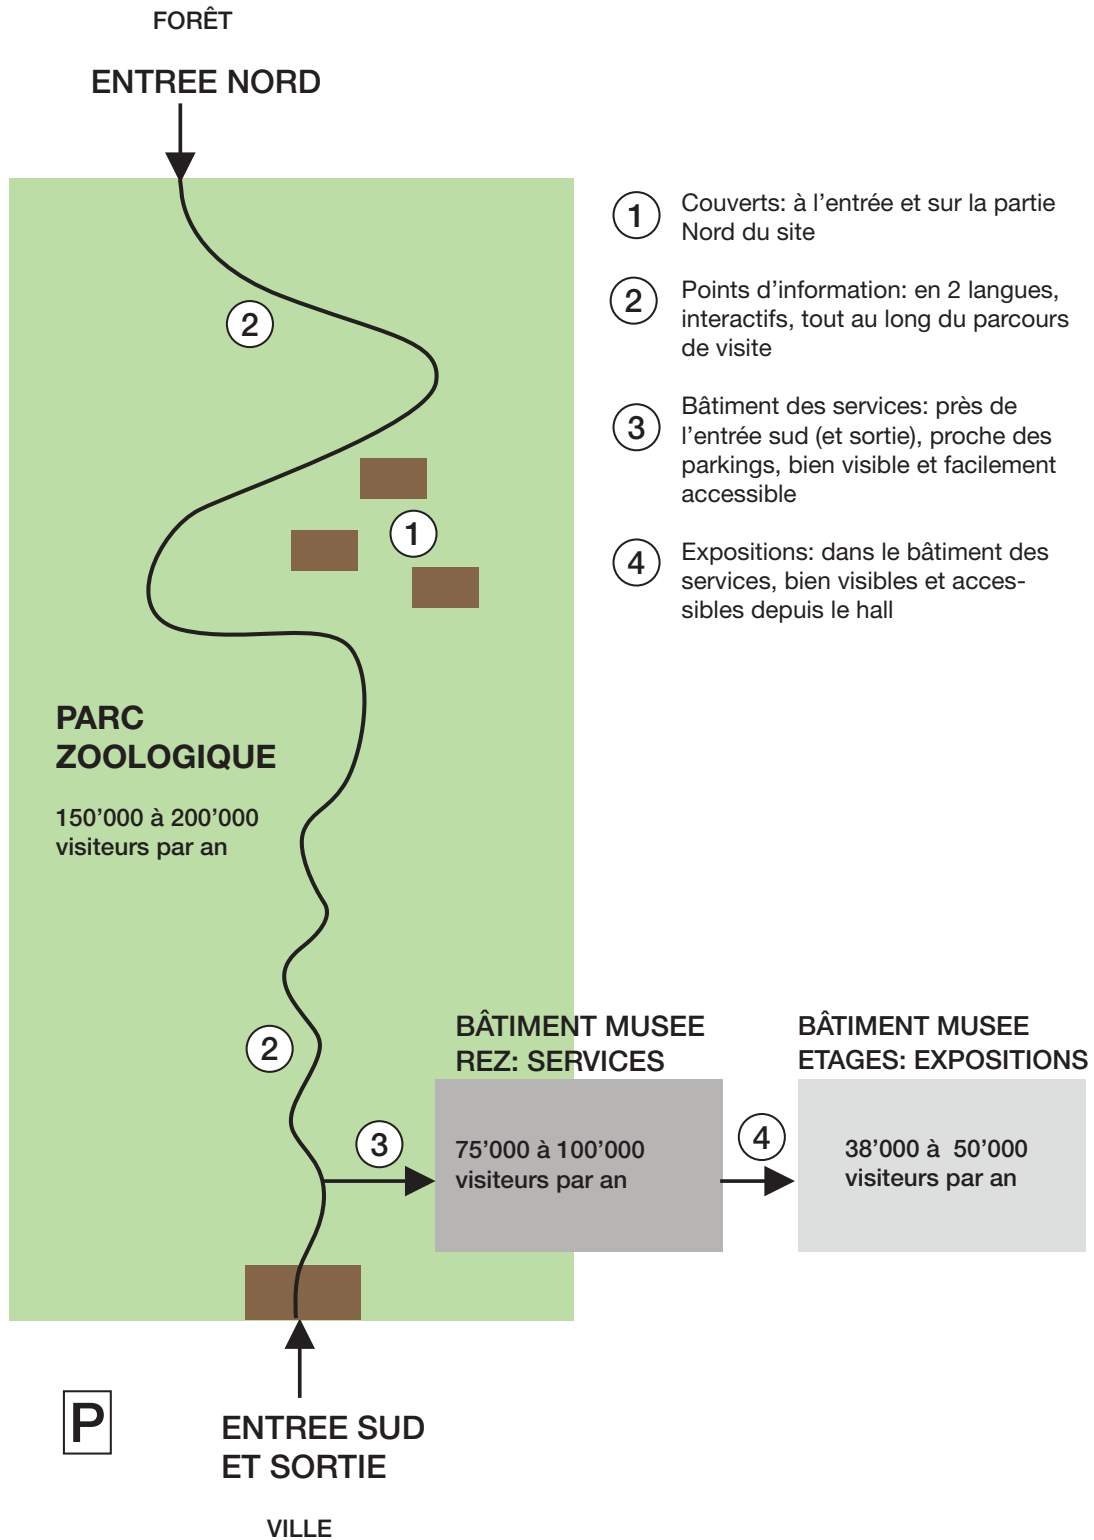 FORÊT
ENTREE NORD
1
Couverts: à l’entrée et sur la partie
Nord du site
2
Points d’information: en 2 langues,
interactifs, tout au long du parcours
de visite
3
Bâtiment des services: près de
l’entrée sud (et sortie), proche des
parkings, bien visible et facilement
accessible
4
Expositions: dans le bâtiment des
services, bien visibles et acces-
sibles depuis le hall
2
1
PARC
ZOOLOGIQUE
150’000 à 200’000
visiteurs par an
2
3
BÂTIMENT MUSEE
REZ: SERVICES
75’000 à 100’000
visiteurs par an
4
BÂTIMENT MUSEE
ETAGES: EXPOSITIONS
38’000 à 50’000
visiteurs par an
P
ENTREE SUD
ET SORTIE
VILLE